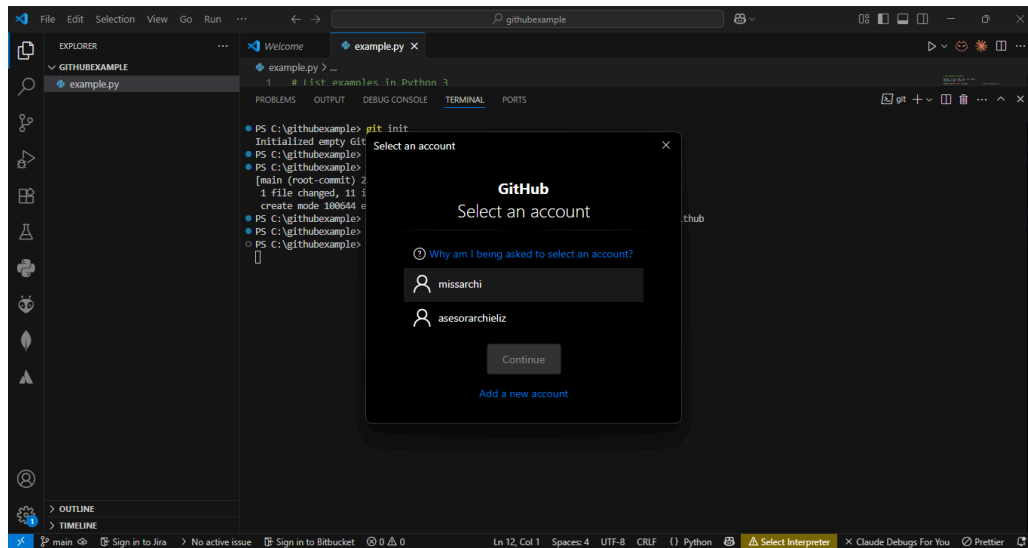 File Edit Selection View Go Run ··· ← → githubexample
EXPLORER ···
GITHUBEXAMPLE
example.py
Welcome example.py ×
example.py > ...
1 # List examples in Python 3
PROBLEMS OUTPUT DEBUG CONSOLE TERMINAL PORTS git
PS C:\githubexample> git init
Initialized empty Git
PS C:\githubexample>
PS C:\githubexample>
[main (root-commit) 2
1 file changed, 11 i
create mode 100644 e
PS C:\githubexample> thub
PS C:\githubexample>
PS C:\githubexample>
Select an account
GitHub
Select an account
Why am I being asked to select an account?
missarchi
asesorarchieliz
Continue
Add a new account
OUTLINE
TIMELINE
1
main Sign in to Jira No active issue Sign in to Bitbucket 0 0 Ln 12, Col 1 Spaces: 4 UTF-8 CRLF {} Python Select Interpreter × Claude Debugs For You Prettier